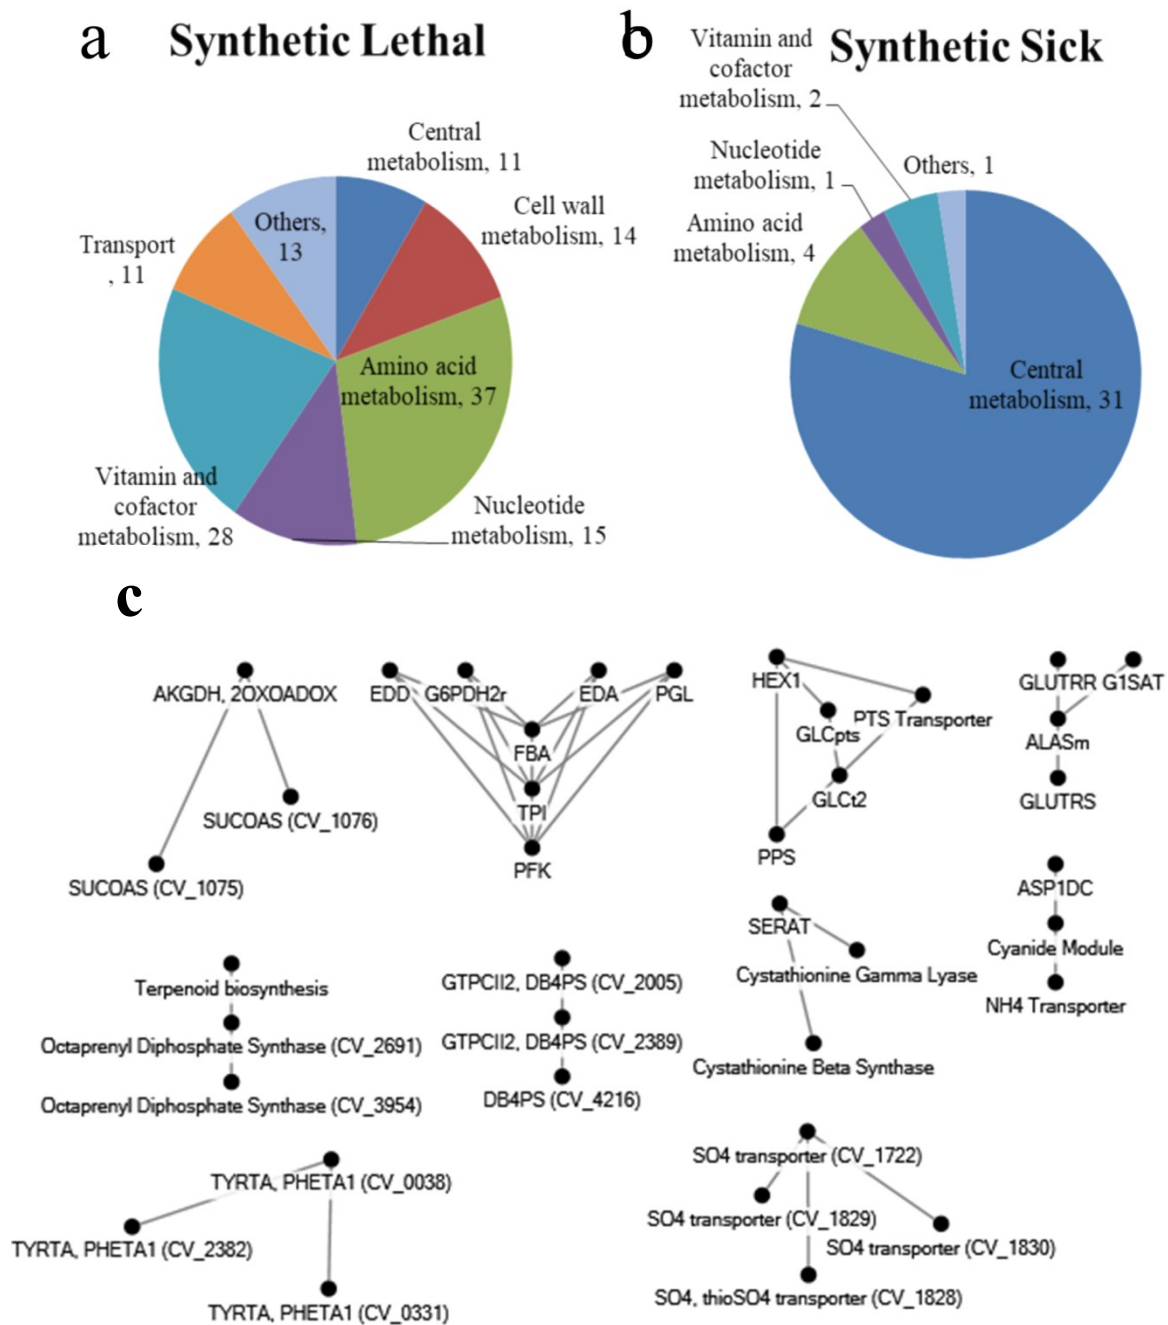 a
Synthetic Lethal
Central
metabolism, 11
Cell wall
metabolism, 14
Others,
13
Transport
, 11
Amino acid
metabolism, 37
Vitamin and
cofactor
metabolism, 28
Nucleotide
metabolism, 15
b
Synthetic Sick
Vitamin and
cofactor
metabolism, 2
Nucleotide
metabolism, 1
Others, 1
Amino acid
metabolism, 4
Central
metabolism, 31
c
AKGDH, 2OXOADOX
SUCOAS (CV_1076)
SUCOAS (CV_1075)
EDD
G6PDH2r
EDA
PGL
FBA
TPI
PFK
HEX1
PTS Transporter
GLCpts
GLCt2
PPS
GLUTRR
G1SAT
ALASm
GLUTRS
ASP1DC
Cyanide Module
NH4 Transporter
SERAT
Cystathionine Gamma Lyase
Cystathionine Beta Synthase
Terpenoid biosynthesis
Octaprenyl Diphosphate Synthase (CV_2691)
Octaprenyl Diphosphate Synthase (CV_3954)
GTPCII2, DB4PS (CV_2005)
GTPCII2, DB4PS (CV_2389)
DB4PS (CV_4216)
TYRTA, PHETA1 (CV_0038)
TYRTA, PHETA1 (CV_2382)
TYRTA, PHETA1 (CV_0331)
SO4 transporter (CV_1722)
SO4 transporter (CV_1829)
SO4 transporter (CV_1830)
SO4, thioSO4 transporter (CV_1828)